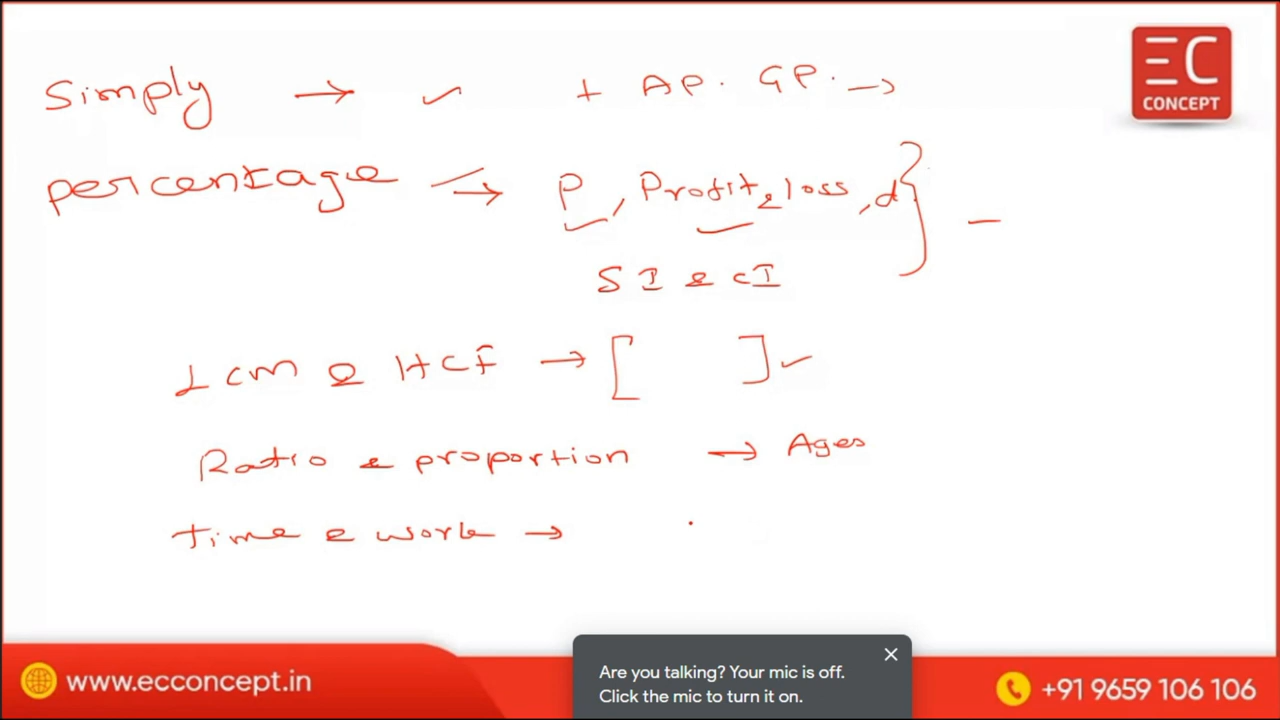 Simply → ✓ + AP. GP. →
EC
CONCEPT
percentage → P, Profit & loss, d} –
SI & CI
Lcm & HCF → [ ] ✓
Ratio & proportion → Ages
Time & work →
Are you talking? Your mic is off.
Click the mic to turn it on.
www.ecconcept.in
+91 9659 106 106